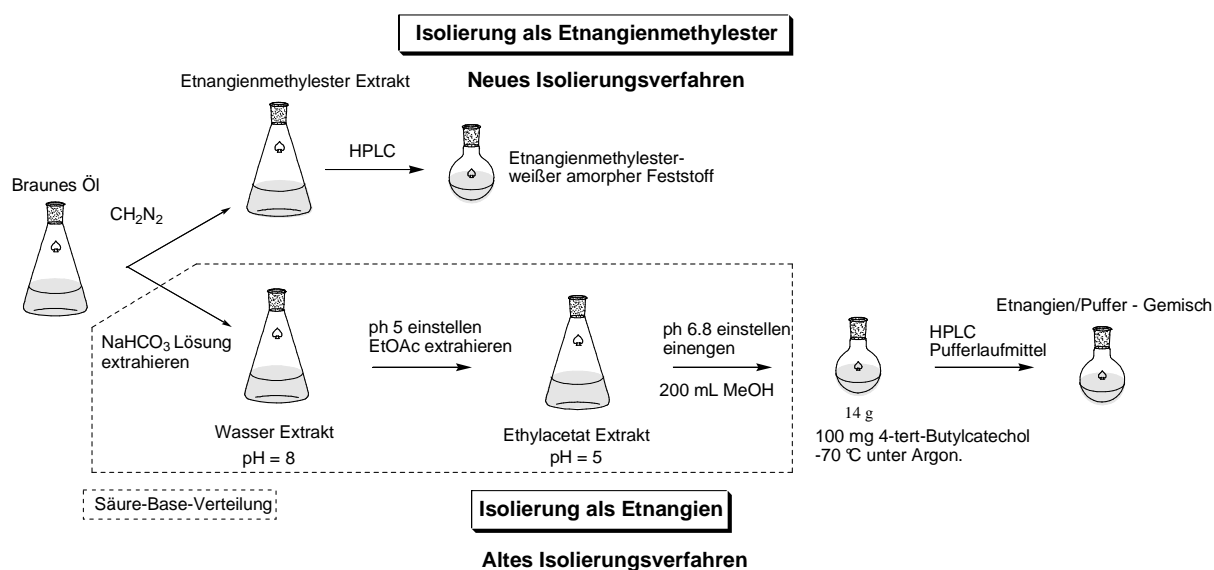 Isolierung als Etnangienmethylester
Neues Isolierungsverfahren
Etnangienmethylester Extrakt
HPLC
Etnangienmethylester-
weißer amorpher Feststoff
Braunes Öl
CH₂N₂
NaHCO₃ Lösung
extrahieren
Wasser Extrakt
pH = 8
ph 5 einstellen
EtOAc extrahieren
Ethylacetat Extrakt
pH = 5
ph 6.8 einstellen
einengen
200 mL MeOH
14 g
100 mg 4-tert-Butylcatechol
-70 °C unter Argon.
HPLC
Pufferlaufmittel
Etnangien/Puffer - Gemisch
Säure-Base-Verteilung
Isolierung als Etnangien
Altes Isolierungsverfahren